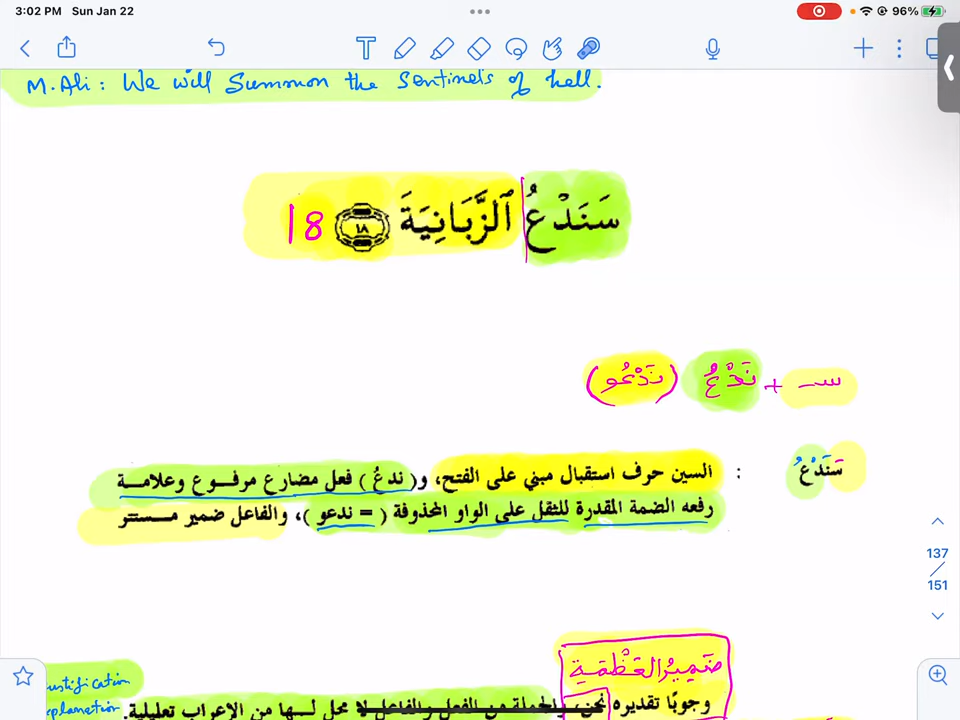 3:02 PM Sun Jan 22
96%
M. Ali: We will Summon the Sentinels of hell.
سَنَدْعُ ٱلزَّبَانِيَةَ ١٨ 18
سـ + نَدْعُ (نَدْعُو)
سَنَدْعُ : السين حرف استقبال مبني على الفتح، و(ندعُ) فعل مضارع مرفوع وعلامة
رفعه الضمة المقدرة للثقل على الواو المحذوفة ( = ندعو )، والفاعل ضمير مستتر
137
151
ضَمِيرُ العَظَمَةِ
وجوبًا تقديره نحن، والجملة من الفعل والفاعل لا محل لها من الإعراب تعليلية.
ustification
xplanation